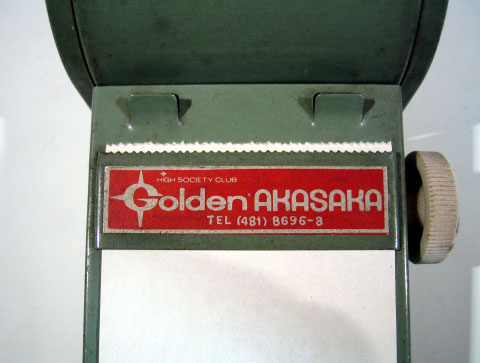 HIGH SOCIETY CLUB
Golden AKASAKA
TEL (481) 8696-8